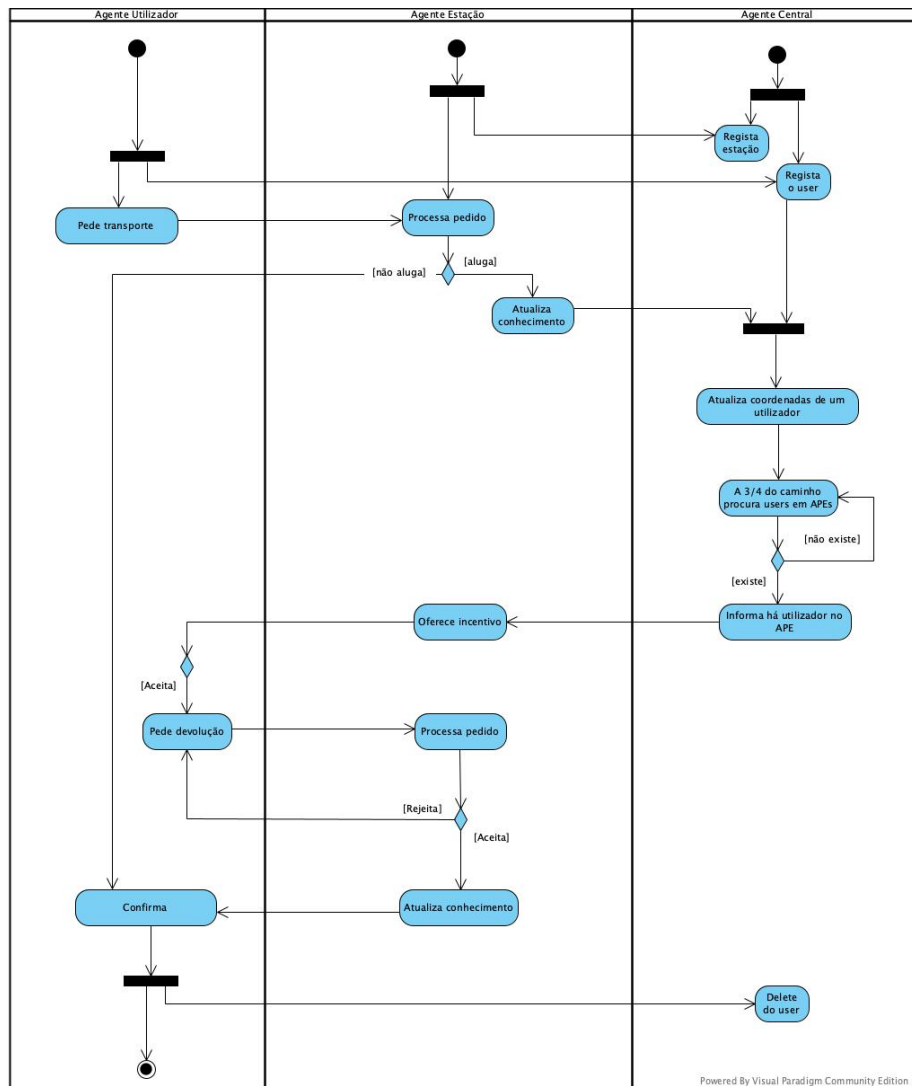 Agente Utilizador
Agente Estação
Agente Central
Regista
estação
Regista
o user
Pede transporte
Processa pedido
[aluga]
[não aluga]
Atualiza
conhecimento
Atualiza coordenadas de um
utilizador
A 3/4 do caminho
procura users em APEs
[não existe]
[existe]
Informa há utilizador no
APE
Oferece incentivo
[Aceita]
Pede devolução
Processa pedido
[Rejeita]
[Aceita]
Confirma
Atualiza conhecimento
Delete
do user
Powered By Visual Paradigm Community Edition